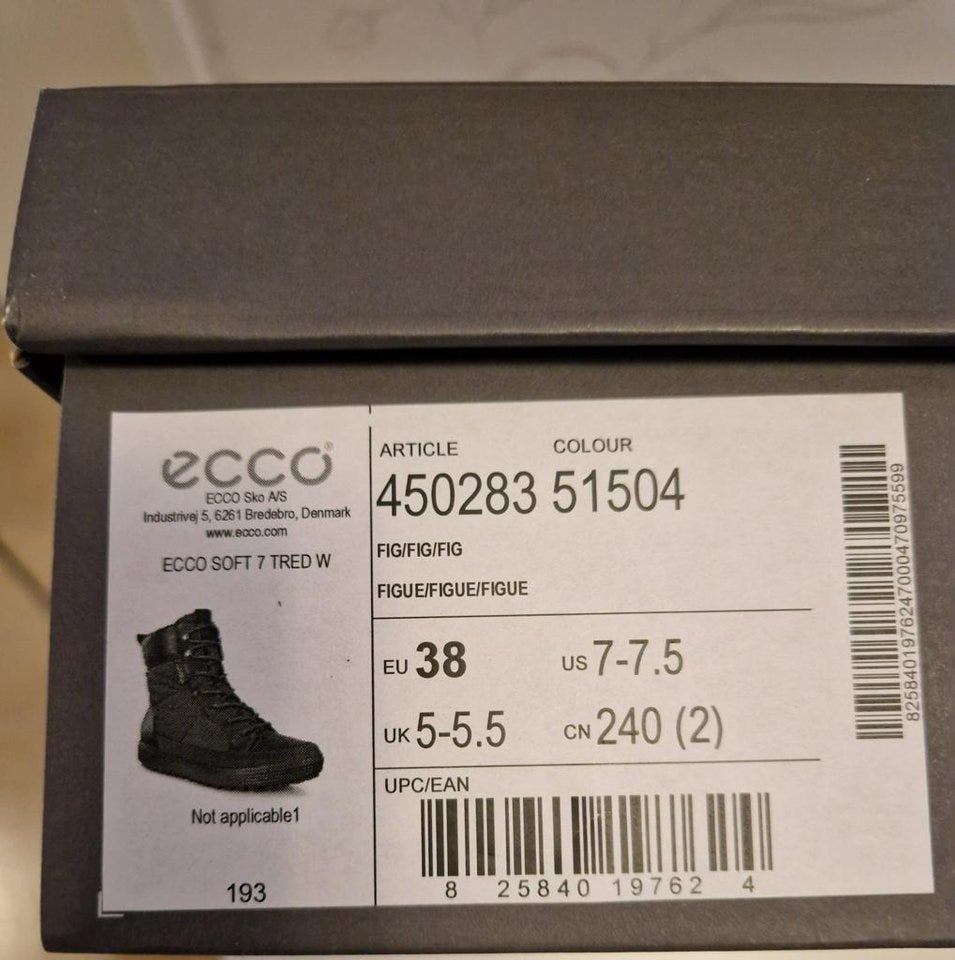 ecco®
ECCO Sko A/S
Industrivej 5, 6261 Bredebro, Denmark
www.ecco.com
ECCO SOFT 7 TRED W
Not applicable1
193
ARTICLE COLOUR
450283 51504
FIG/FIG/FIG
FIGUE/FIGUE/FIGUE
EU 38 US 7-7.5
UK 5-5.5 CN 240 (2)
UPC/EAN
8 25840 19762 4
825840197624700047097 5599